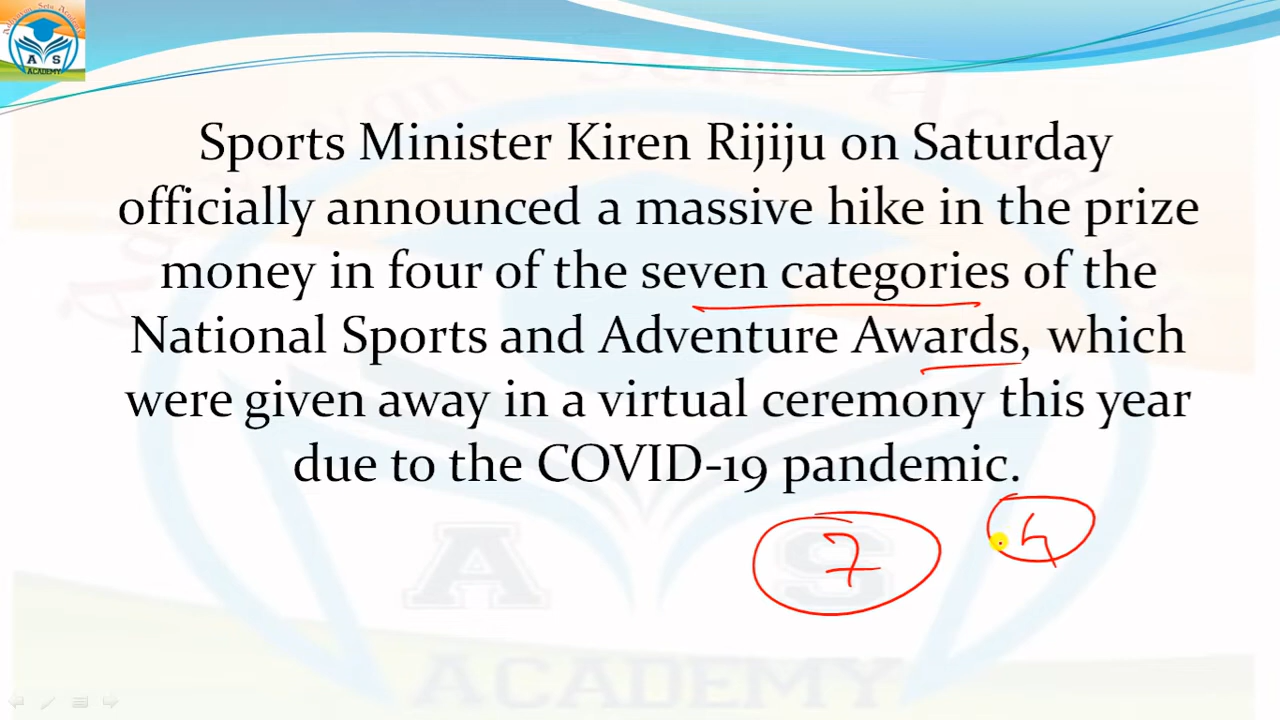 Sports Minister Kiren Rijiju on Saturday
officially announced a massive hike in the prize
money in four of the seven categories of the
National Sports and Adventure Awards, which
were given away in a virtual ceremony this year
due to the COVID-19 pandemic.
7
4
A S
ACADEMY
A S
ACADEMY